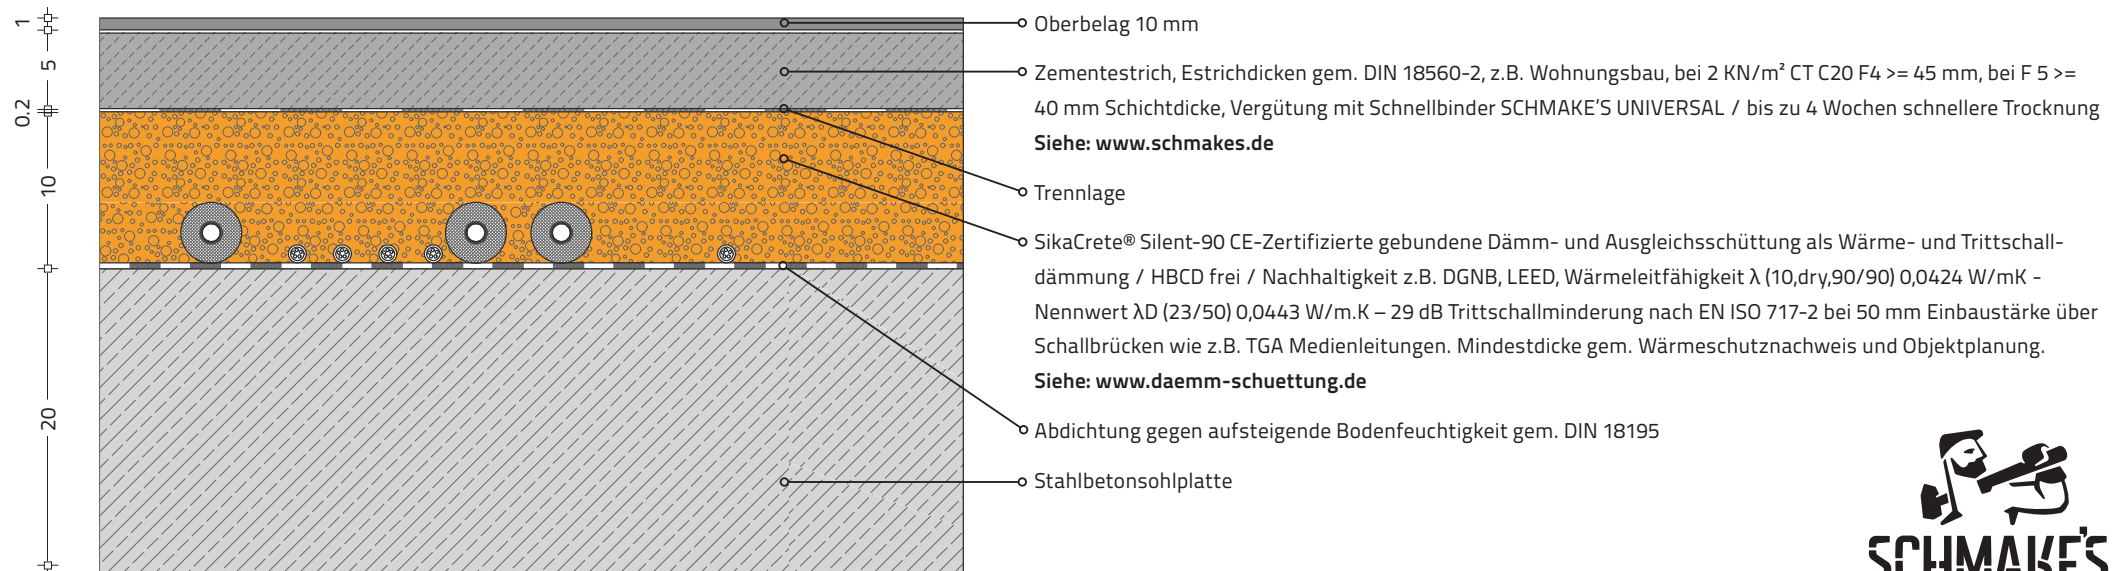 1
5
0.2
10
20
Oberbelag 10 mm
Zementestrich, Estrichdicken gem. DIN 18560-2, z.B. Wohnungsbau, bei 2 KN/m² CT C20 F4 >= 45 mm, bei F 5 >=
40 mm Schichtdicke, Vergütung mit Schnellbinder SCHMAKE'S UNIVERSAL / bis zu 4 Wochen schnellere Trocknung
Siehe: www.schmakes.de
Trennlage
SikaCrete® Silent-90 CE-Zertifizierte gebundene Dämm- und Ausgleichsschüttung als Wärme- und Trittschall-
dämmung / HBCD frei / Nachhaltigkeit z.B. DGNB, LEED, Wärmeleitfähigkeit λ (10,dry,90/90) 0,0424 W/mK -
Nennwert λD (23/50) 0,0443 W/m.K – 29 dB Trittschallminderung nach EN ISO 717-2 bei 50 mm Einbaustärke über
Schallbrücken wie z.B. TGA Medienleitungen. Mindestdicke gem. Wärmeschutznachweis und Objektplanung.
Siehe: www.daemm-schuettung.de
Abdichtung gegen aufsteigende Bodenfeuchtigkeit gem. DIN 18195
Stahlbetonsohlplatte
SCHMAKE'S